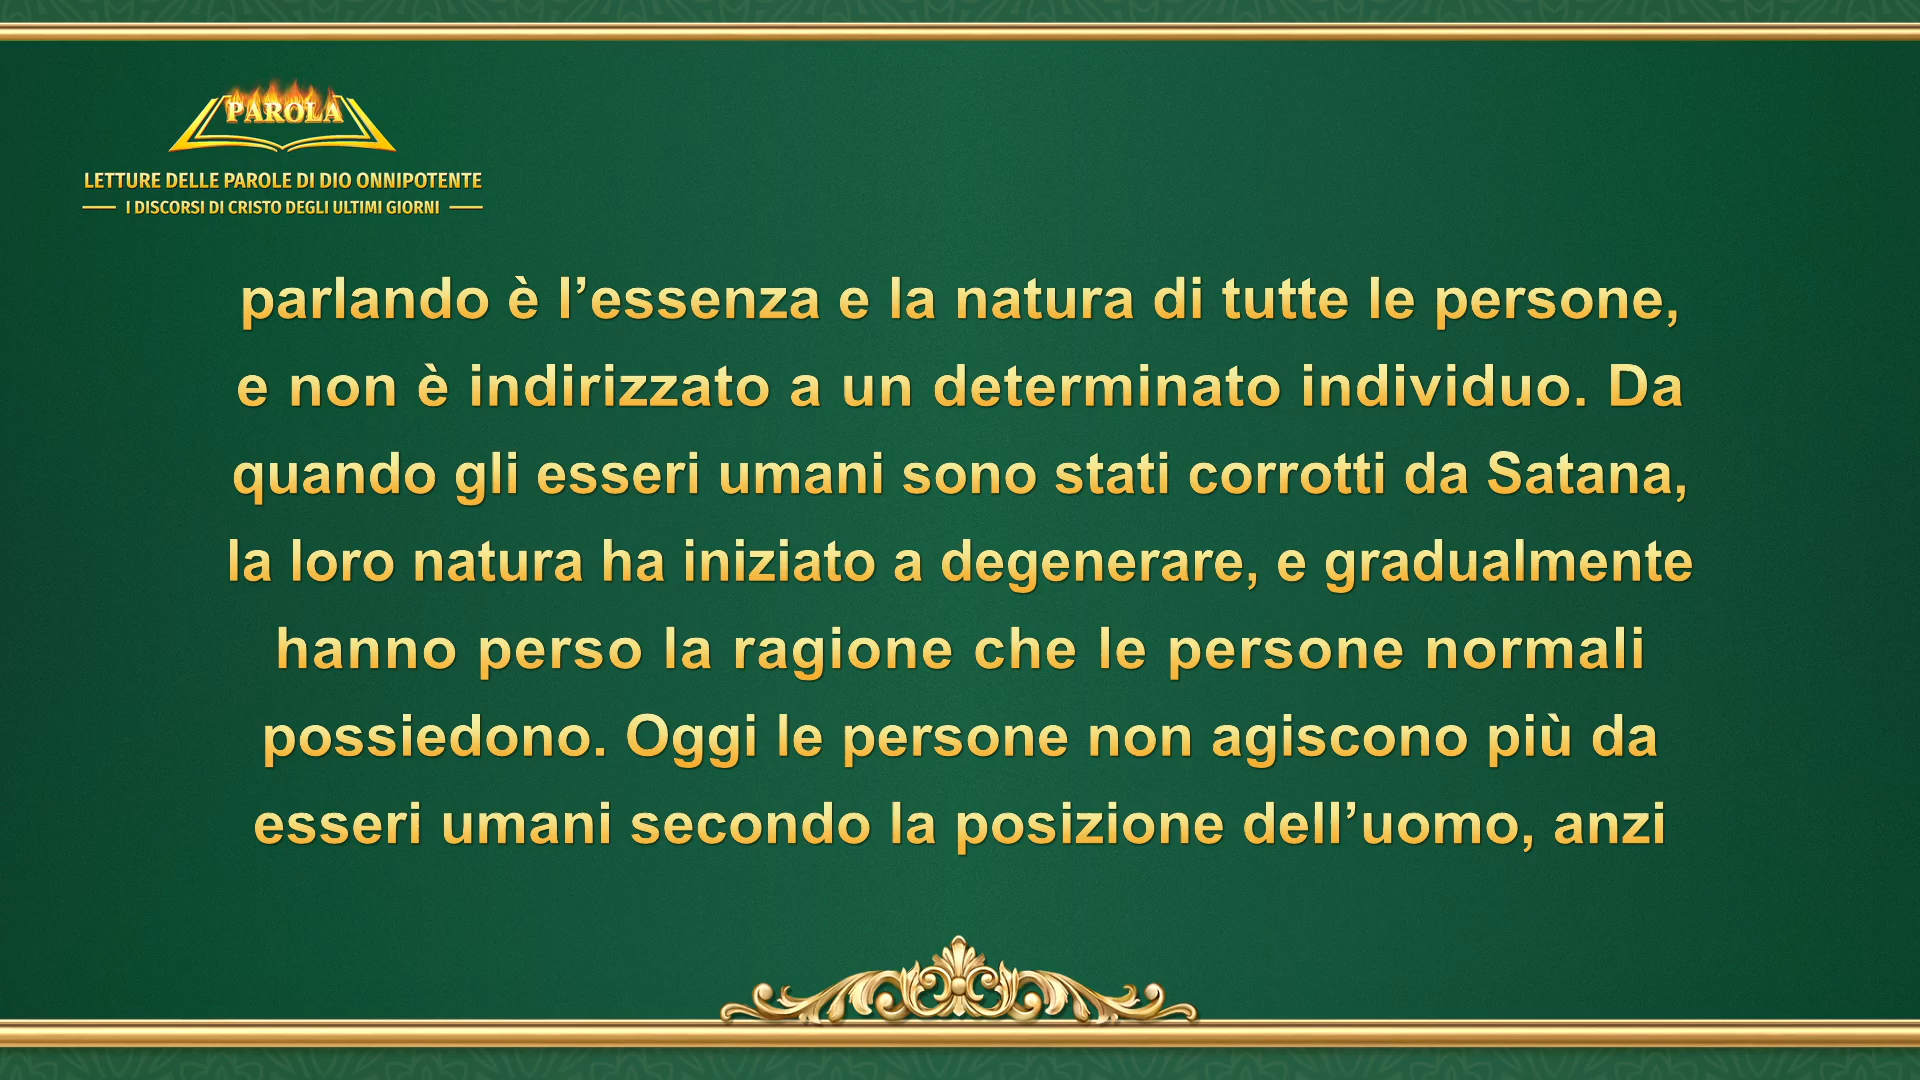 PAROLA
LETTURE DELLE PAROLE DI DIO ONNIPOTENTE
I DISCORSI DI CRISTO DEGLI ULTIMI GIORNI
parlando è l’essenza e la natura di tutte le persone,
e non è indirizzato a un determinato individuo. Da
quando gli esseri umani sono stati corrotti da Satana,
la loro natura ha iniziato a degenerare, e gradualmente
hanno perso la ragione che le persone normali
possiedono. Oggi le persone non agiscono più da
esseri umani secondo la posizione dell’uomo, anzi